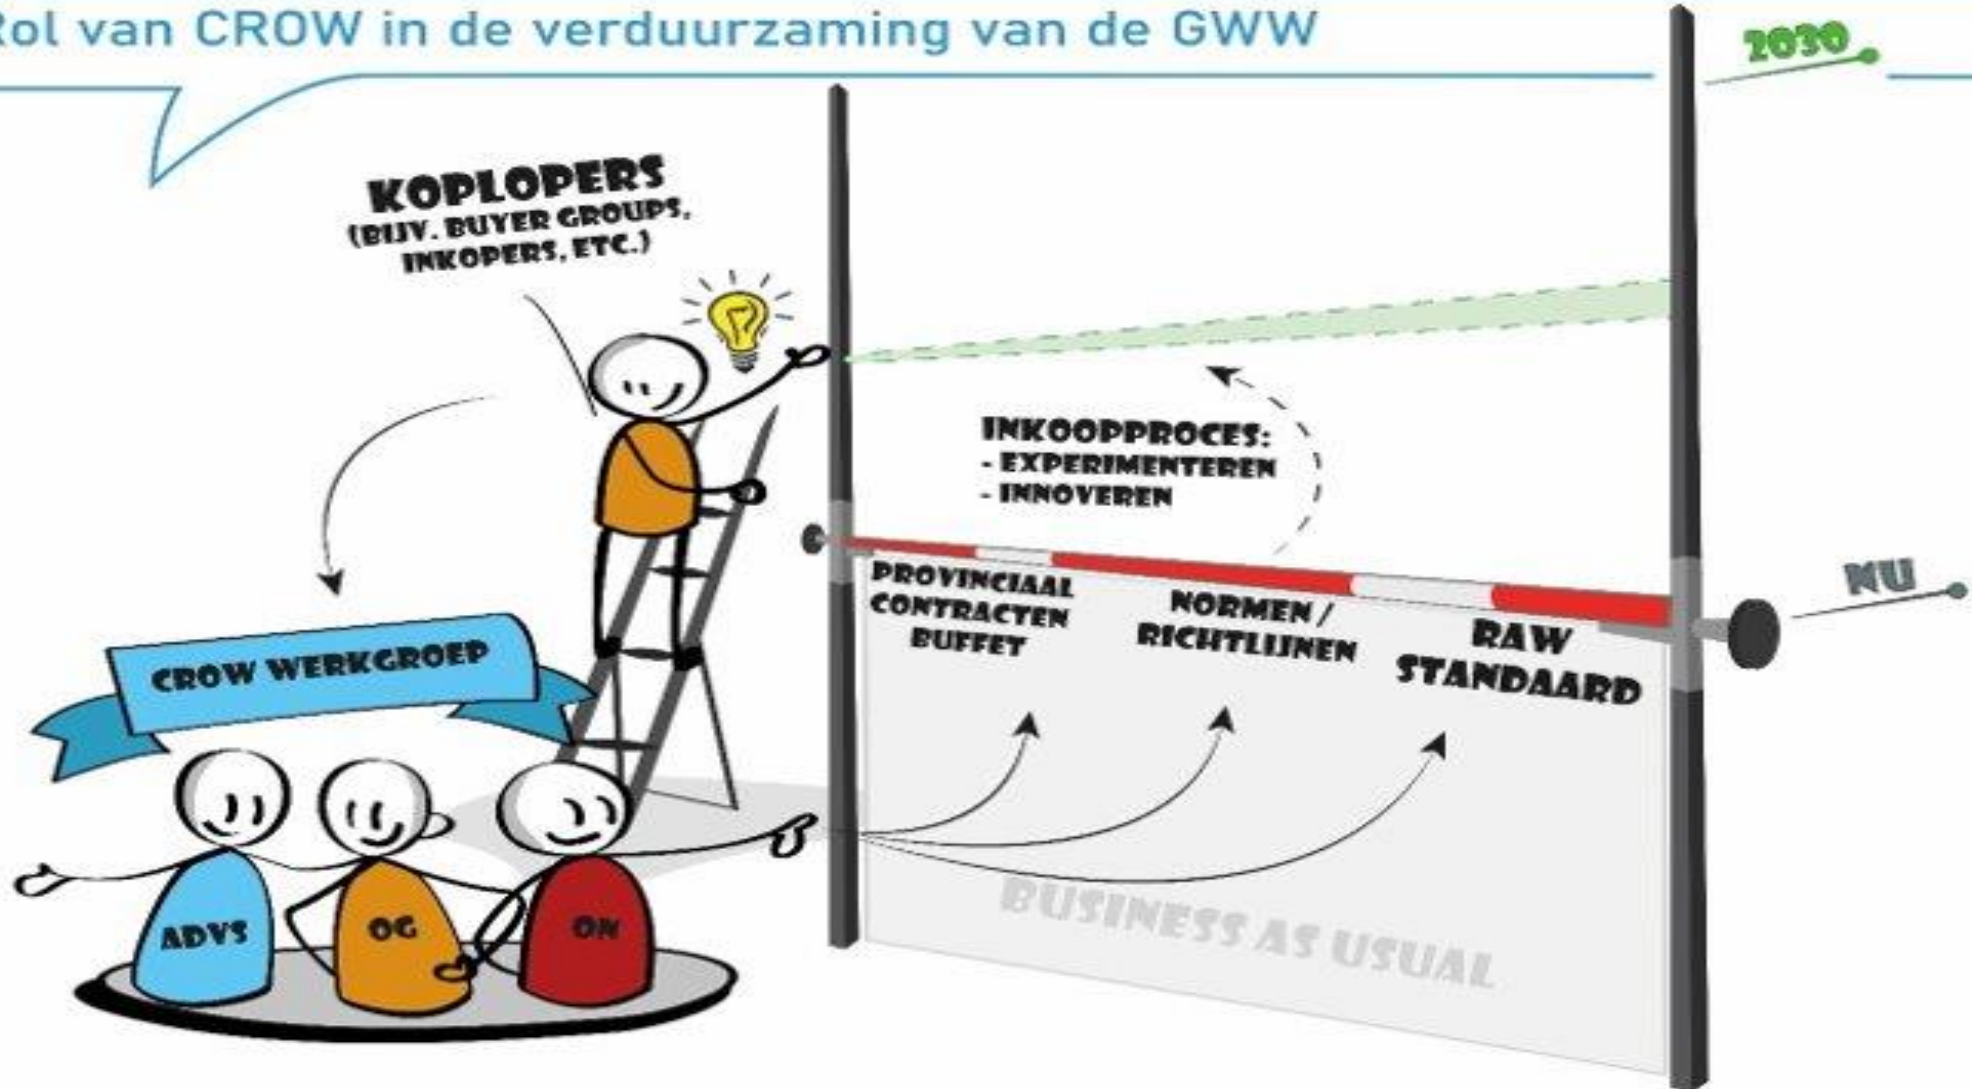 Rol van CROW in de verduurzaming van de GWW
2030
KOPLOPERS
(BIJV. BUYER GROUPS,
INKOPERS, ETC.)
INKOOPPROCES:
- EXPERIMENTEREN
- INNOVEREN
NU
PROVINCIAAL
CONTRACTEN
BUFFET
NORMEN /
RICHTLIJNEN
RAW
STANDAARD
CROW WERKGROEP
ADVS
OG
ON
BUSINESS AS USUAL